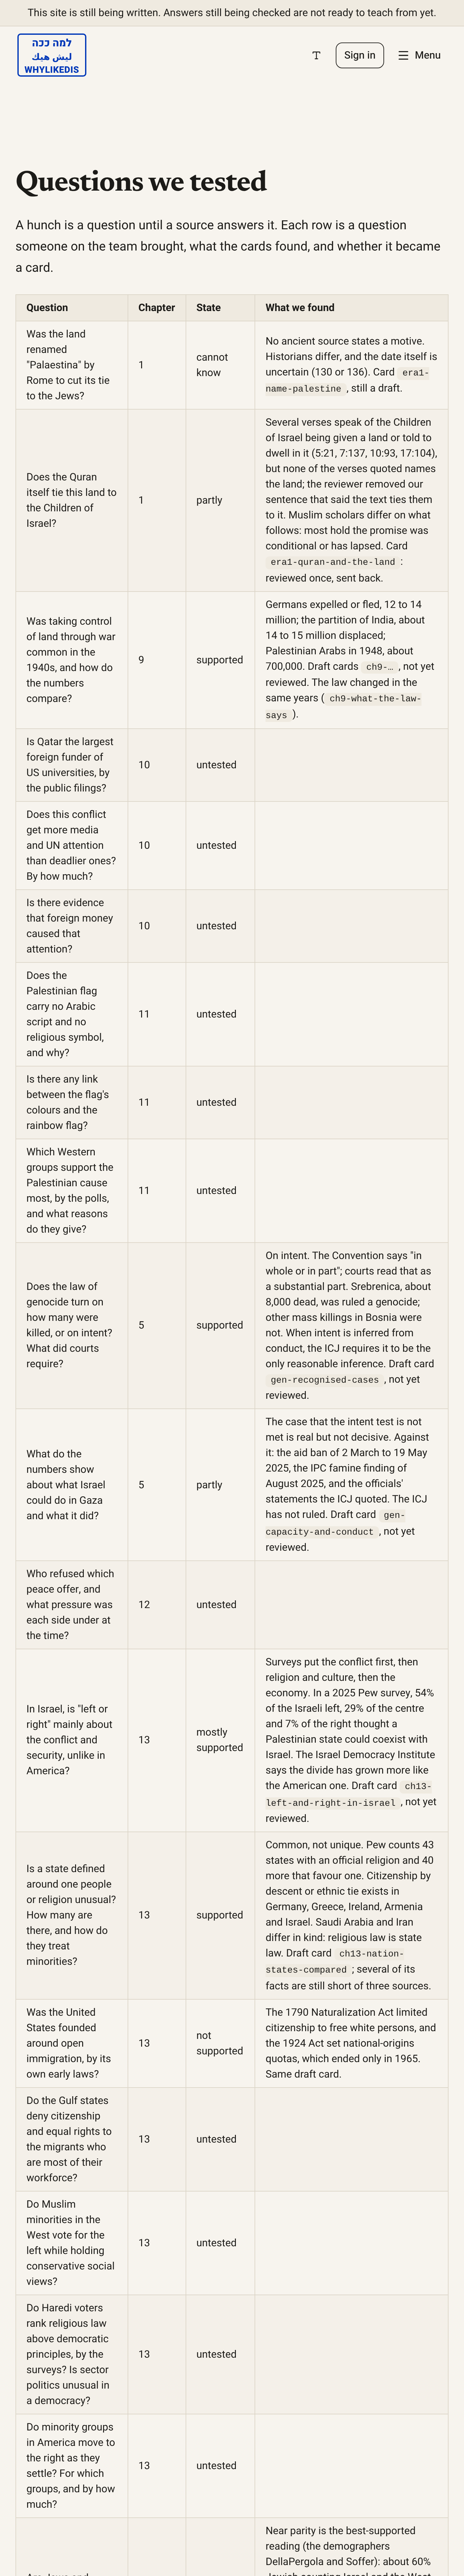 This site is still being written. Answers still being checked are not ready to teach from yet.
למה ככה
ليش هيك
WHYLIKEDIS
T
Sign in
Menu
Questions we tested
A hunch is a question until a source answers it. Each row is a question
someone on the team brought, what the cards found, and whether it became
a card.
Question
Chapter
State
What we found
Was the land
renamed
"Palaestina" by
Rome to cut its tie
to the Jews?
1
cannot
know
No ancient source states a motive.
Historians differ, and the date itself is
uncertain (130 or 136). Card era1-
name-palestine , still a draft.
Does the Quran
itself tie this land to
the Children of
Israel?
1
partly
Several verses speak of the Children
of Israel being given a land or told to
dwell in it (5:21, 7:137, 10:93, 17:104),
but none of the verses quoted names
the land; the reviewer removed our
sentence that said the text ties them
to it. Muslim scholars differ on what
follows: most hold the promise was
conditional or has lapsed. Card
era1-quran-and-the-land :
reviewed once, sent back.
Was taking control
of land through war
common in the
1940s, and how do
the numbers
compare?
9
supported
Germans expelled or fled, 12 to 14
million; the partition of India, about
14 to 15 million displaced;
Palestinian Arabs in 1948, about
700,000. Draft cards ch9-… , not yet
reviewed. The law changed in the
same years ( ch9-what-the-law-
says ).
Is Qatar the largest
foreign funder of
US universities, by
the public filings?
10
untested
Does this conflict
get more media
and UN attention
than deadlier ones?
By how much?
10
untested
Is there evidence
that foreign money
caused that
attention?
10
untested
Does the
Palestinian flag
carry no Arabic
script and no
religious symbol,
and why?
11
untested
Is there any link
between the flag's
colours and the
rainbow flag?
11
untested
Which Western
groups support the
Palestinian cause
most, by the polls,
and what reasons
do they give?
11
untested
Does the law of
genocide turn on
how many were
killed, or on intent?
What did courts
require?
5
supported
On intent. The Convention says "in
whole or in part"; courts read that as
a substantial part. Srebrenica, about
8,000 dead, was ruled a genocide;
other mass killings in Bosnia were
not. When intent is inferred from
conduct, the ICJ requires it to be the
only reasonable inference. Draft card
gen-recognised-cases , not yet
reviewed.
What do the
numbers show
about what Israel
could do in Gaza
and what it did?
5
partly
The case that the intent test is not
met is real but not decisive. Against
it: the aid ban of 2 March to 19 May
2025, the IPC famine finding of
August 2025, and the officials'
statements the ICJ quoted. The ICJ
has not ruled. Draft card gen-
capacity-and-conduct , not yet
reviewed.
Who refused which
peace offer, and
what pressure was
each side under at
the time?
12
untested
In Israel, is "left or
right" mainly about
the conflict and
security, unlike in
America?
13
mostly
supported
Surveys put the conflict first, then
religion and culture, then the
economy. In a 2025 Pew survey, 54%
of the Israeli left, 29% of the centre
and 7% of the right thought a
Palestinian state could coexist with
Israel. The Israel Democracy Institute
says the divide has grown more like
the American one. Draft card ch13-
left-and-right-in-israel , not yet
reviewed.
Is a state defined
around one people
or religion unusual?
How many are
there, and how do
they treat
minorities?
13
supported
Common, not unique. Pew counts 43
states with an official religion and 40
more that favour one. Citizenship by
descent or ethnic tie exists in
Germany, Greece, Ireland, Armenia
and Israel. Saudi Arabia and Iran
differ in kind: religious law is state
law. Draft card ch13-nation-
states-compared ; several of its
facts are still short of three sources.
Was the United
States founded
around open
immigration, by its
own early laws?
13
not
supported
The 1790 Naturalization Act limited
citizenship to free white persons, and
the 1924 Act set national-origins
quotas, which ended only in 1965.
Same draft card.
Do the Gulf states
deny citizenship
and equal rights to
the migrants who
are most of their
workforce?
13
untested
Do Muslim
minorities in the
West vote for the
left while holding
conservative social
views?
13
untested
Do Haredi voters
rank religious law
above democratic
principles, by the
surveys? Is sector
politics unusual in
a democracy?
13
untested
Do minority groups
in America move to
the right as they
settle? For which
groups, and by how
much?
13
untested
Near parity is the best-supported
reading (the demographers
DellaPergola and Soffer): about 60%